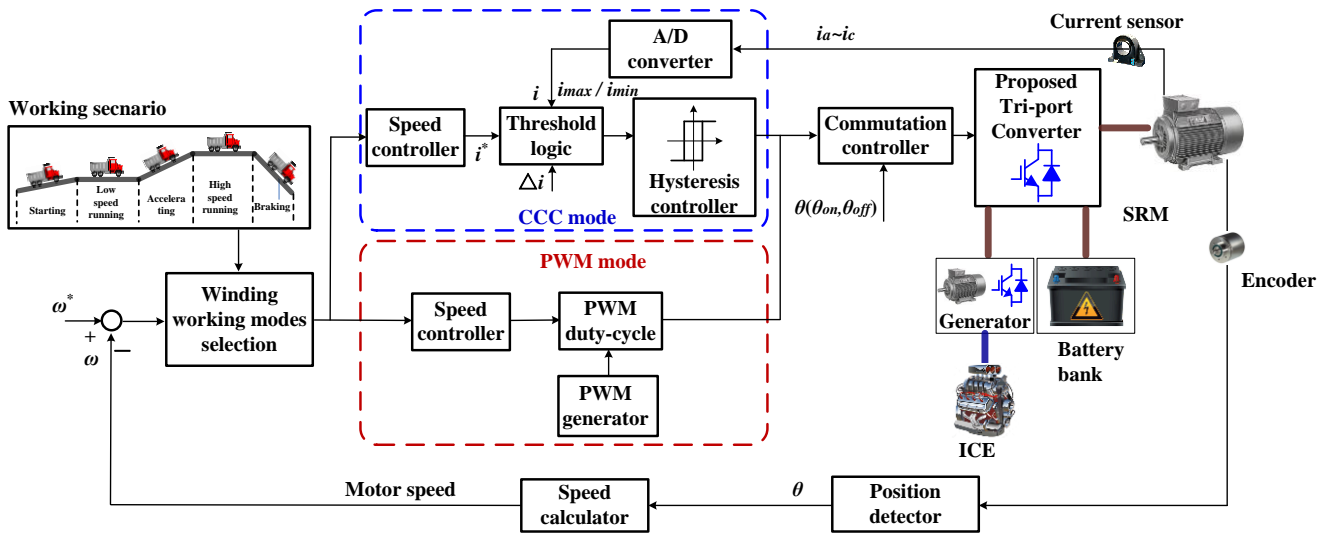 Current sensor
A/D
converter
ia~ic
i
imax / imin
Proposed
Tri-port
Converter
Working secnario
Speed
controller
i*
Threshold
logic
Commutation
controller
Δi
Hysteresis
controller
Starting
Low
speed
running
Accelera
ting
High
speed
running
Braking
CCC mode
θ(θon,θoff)
SRM
PWM mode
Encoder
ω*
+
ω
−
Winding
working modes
selection
Speed
controller
PWM
duty-cycle
Generator
Battery
bank
PWM
generator
ICE
Motor speed
Speed
calculator
θ
Position
detector